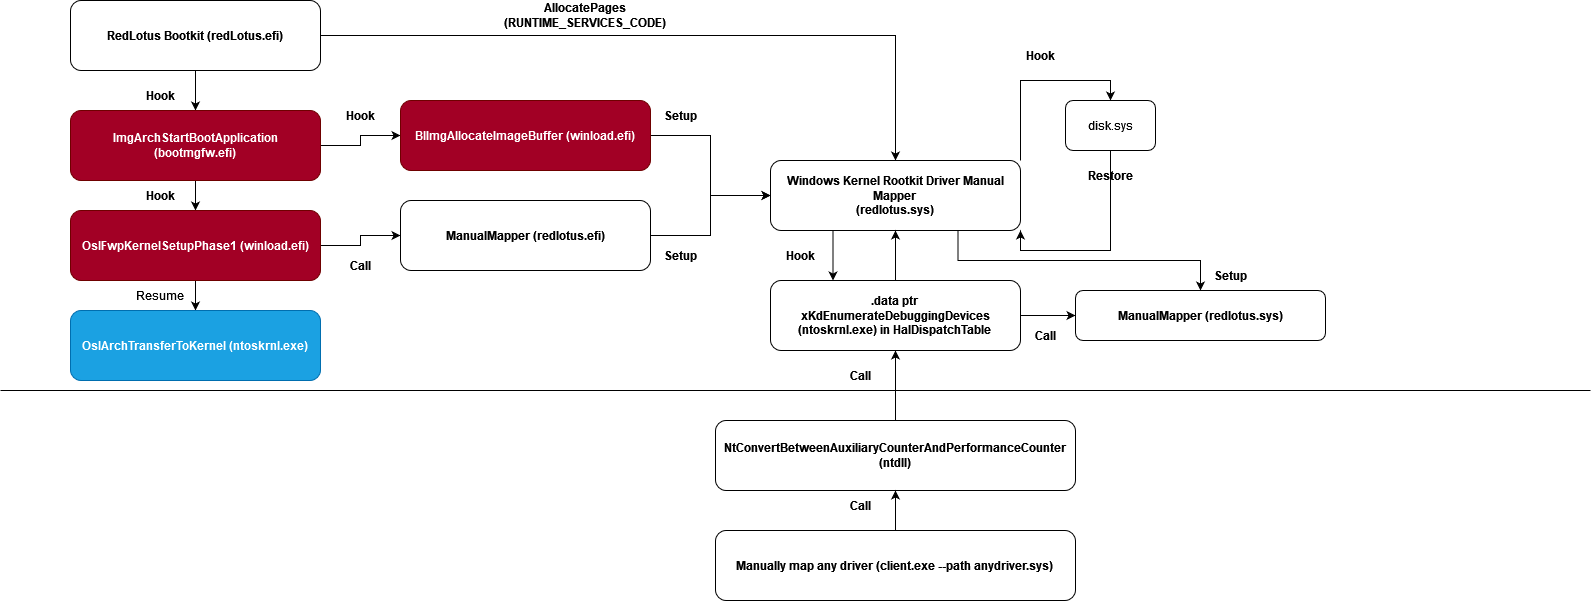 AllocatePages
(RUNTIME_SERVICES_CODE)
RedLotus Bootkit (redLotus.efi)
Hook
Hook
ImgArchStartBootApplication
(bootmgfw.efi)
Hook
BlImgAllocateImageBuffer (winload.efi)
Setup
disk.sys
Restore
Windows Kernel Rootkit Driver Manual
Mapper
(redlotus.sys)
Hook
OslFwpKernelSetupPhase1 (winload.efi)
Call
ManualMapper (redlotus.efi)
Setup
Hook
Setup
Resume
OslArchTransferToKernel (ntoskrnl.exe)
.data ptr
xKdEnumerateDebuggingDevices
(ntoskrnl.exe) in HalDispatchTable
Call
ManualMapper (redlotus.sys)
Call
NtConvertBetweenAuxiliaryCounterAndPerformanceCounter
(ntdll)
Call
Manually map any driver (client.exe --path anydriver.sys)